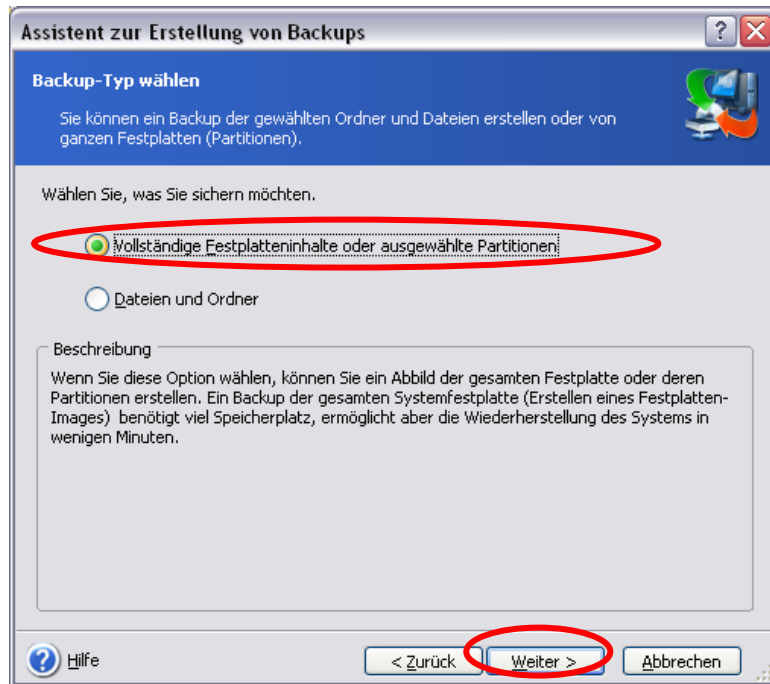 Assistent zur Erstellung von Backups
Backup-Typ wählen
Sie können ein Backup der gewählten Ordner und Dateien erstellen oder von
ganzen Festplatten (Partitionen).
Wählen Sie, was Sie sichern möchten.
Vollständige Festplatteninhalte oder ausgewählte Partitionen
Dateien und Ordner
Beschreibung
Wenn Sie diese Option wählen, können Sie ein Abbild der gesamten Festplatte oder deren
Partitionen erstellen. Ein Backup der gesamten Systemfestplatte (Erstellen eines Festplatten-
Images) benötigt viel Speicherplatz, ermöglicht aber die Wiederherstellung des Systems in
wenigen Minuten.
Hilfe
< Zurück
Weiter >
Abbrechen